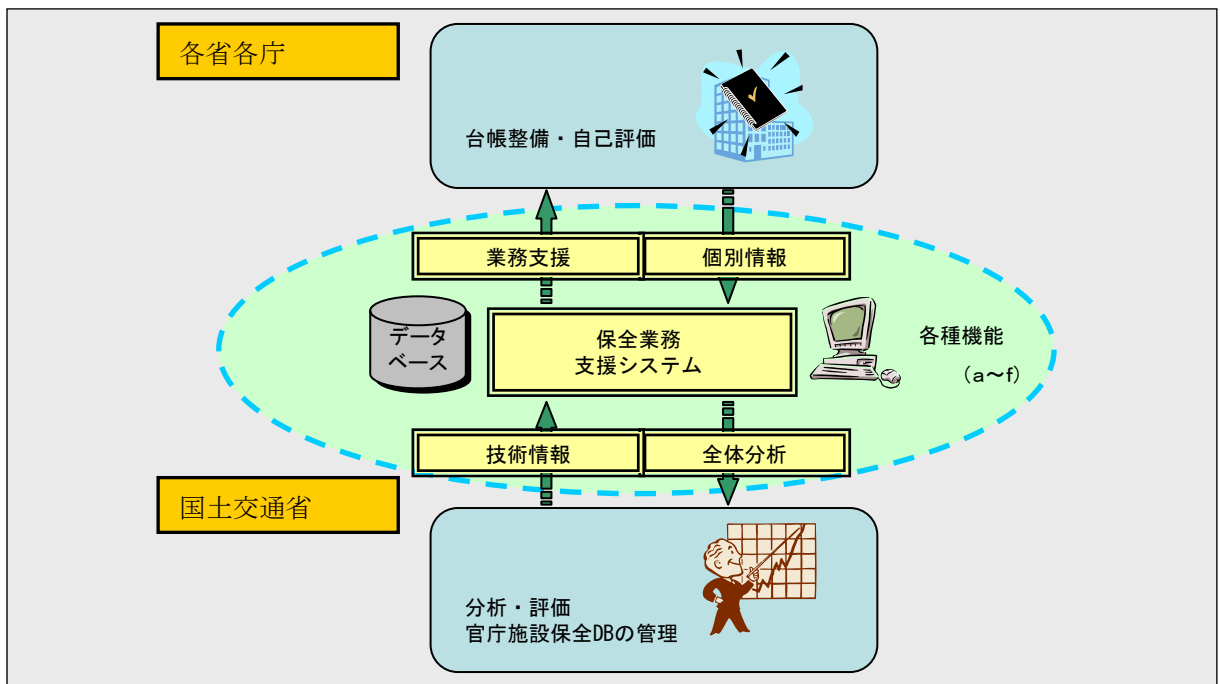 各省各庁
台帳整備・自己評価
業務支援
個別情報
データ
ベース
保全業務
支援システム
各種機能
（a～f）
技術情報
全体分析
国土交通省
分析・評価
官庁施設保全DBの管理